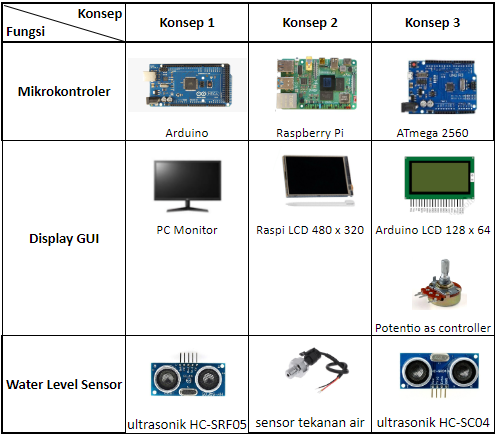 Konsep
Fungsi
Konsep 1
Konsep 2
Konsep 3
Mikrokontroler
Arduino
Raspberry Pi
ATmega 2560
Display GUI
PC Monitor
Raspi LCD 480 x 320
Arduino LCD 128 x 64
Potentio as controller
Water Level Sensor
ultrasonik HC-SRF05
sensor tekanan air
ultrasonik HC-SC04